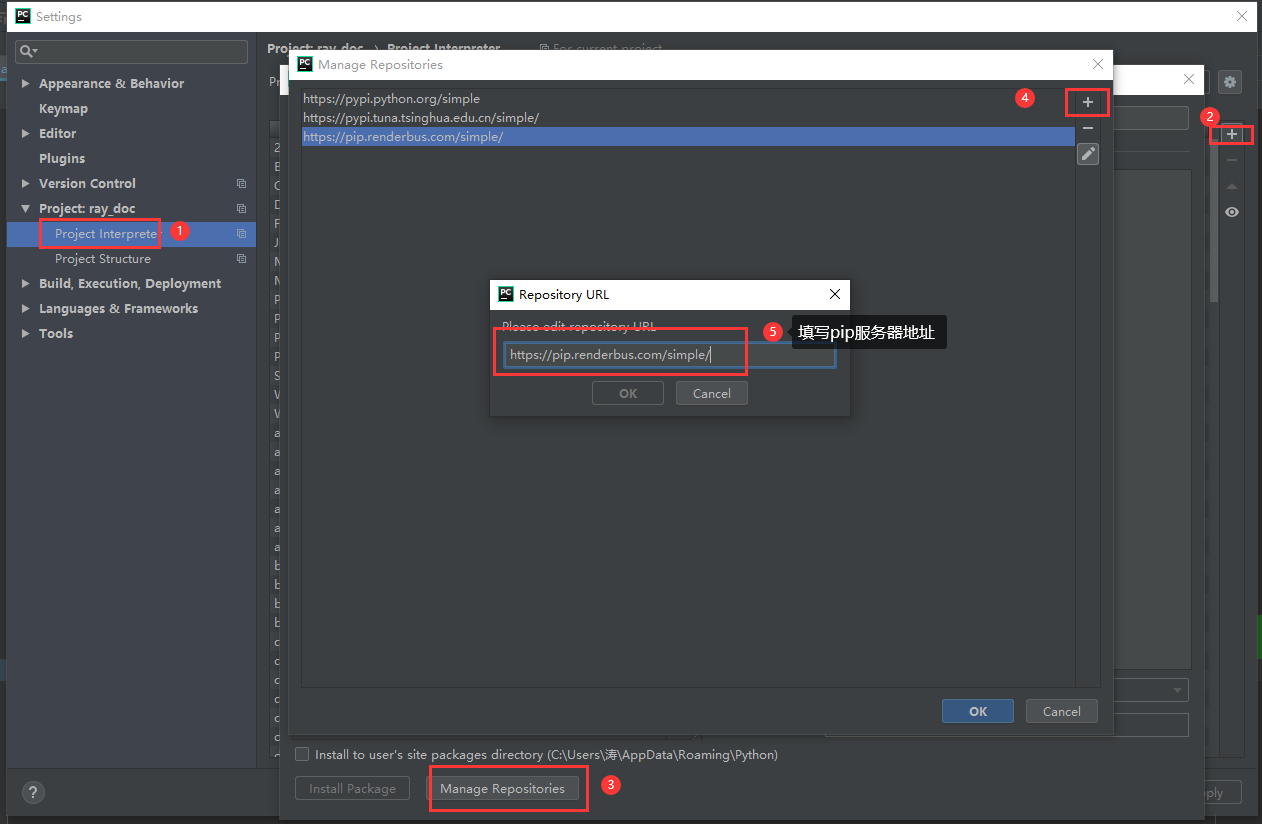 Settings
Project: ray_doc › Project Interpreter For current project
Appearance & Behavior
Keymap
Editor
Plugins
Version Control
Project: ray_doc
Project Interpreter
1
Project Structure
Build, Execution, Deployment
Languages & Frameworks
Tools
2
Manage Repositories
https://pypi.python.org/simple
https://pypi.tuna.tsinghua.edu.cn/simple/
https://pip.renderbus.com/simple/
4
Repository URL
Please edit repository URL
https://pip.renderbus.com/simple/
5
填写pip服务器地址
OK
Cancel
OK
Cancel
Install to user's site packages directory (C:\Users\涛\AppData\Roaming\Python)
Install Package
Manage Repositories
3
?